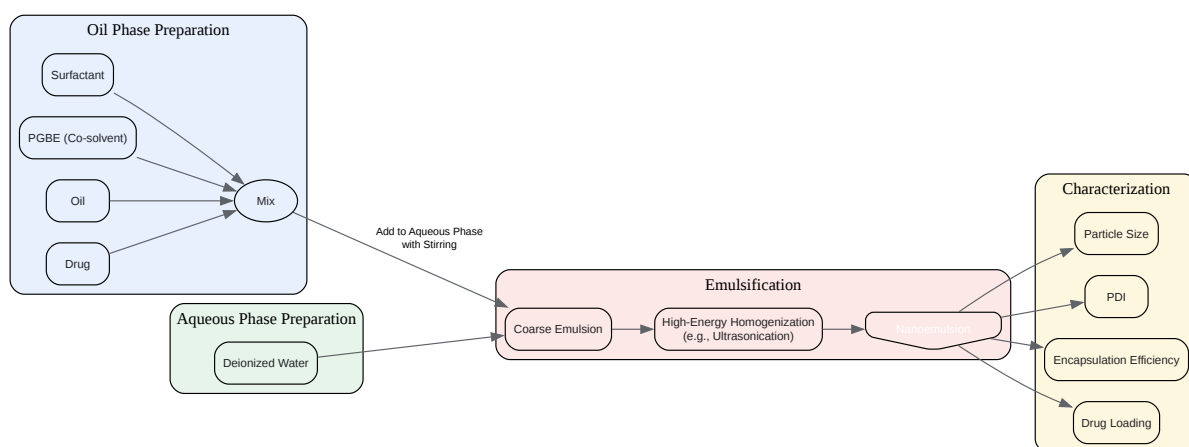 Oil Phase Preparation
Surfactant
PGBE (Co-solvent)
Oil
Drug
Mix
Add to Aqueous Phase
with Stirring
Aqueous Phase Preparation
Deionized Water
Emulsification
Coarse Emulsion
High-Energy Homogenization
(e.g., Ultrasonication)
Nanoemulsion
Characterization
Particle Size
PDI
Encapsulation Efficiency
Drug Loading